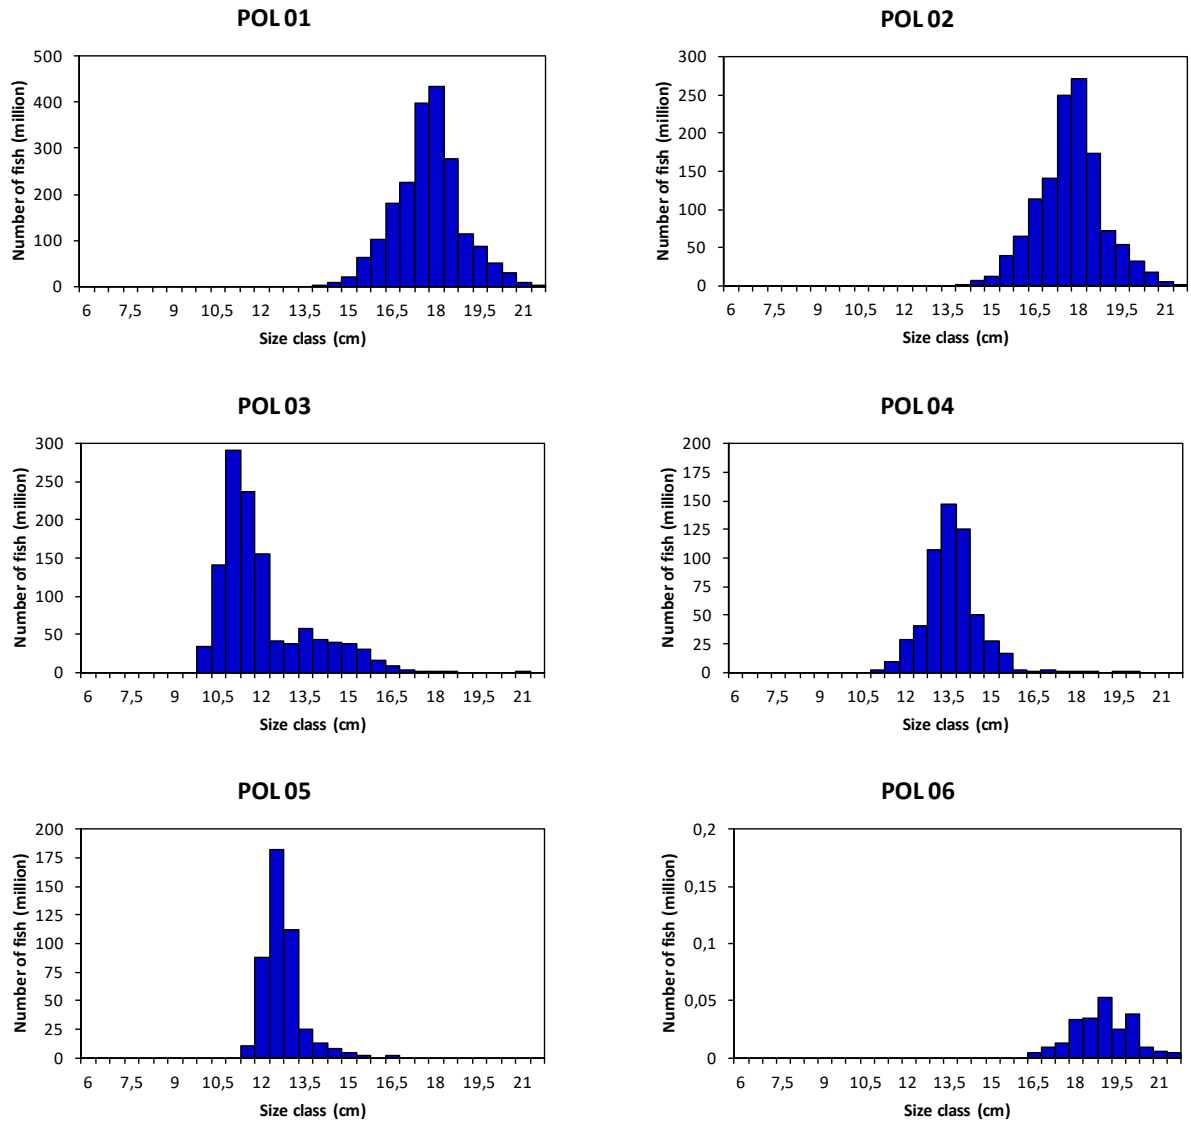 POL 01
500
400
300
200
100
0
Number of fish (million)
6 7,5 9 10,5 12 13,5 15 16,5 18 19,5 21
Size class (cm)
POL 02
300
250
200
150
100
50
0
Number of fish (million)
6 7,5 9 10,5 12 13,5 15 16,5 18 19,5 21
Size class (cm)
POL 03
300
250
200
150
100
50
0
Number of fish (million)
6 7,5 9 10,5 12 13,5 15 16,5 18 19,5 21
Size class (cm)
POL 04
200
175
150
125
100
75
50
25
0
Number of fish (million)
6 7,5 9 10,5 12 13,5 15 16,5 18 19,5 21
Size class (cm)
POL 05
200
175
150
125
100
75
50
25
0
Number of fish (million)
6 7,5 9 10,5 12 13,5 15 16,5 18 19,5 21
Size class (cm)
POL 06
0,2
0,15
0,1
0,05
0
Number of fish (million)
6 7,5 9 10,5 12 13,5 15 16,5 18 19,5 21
Size class (cm)